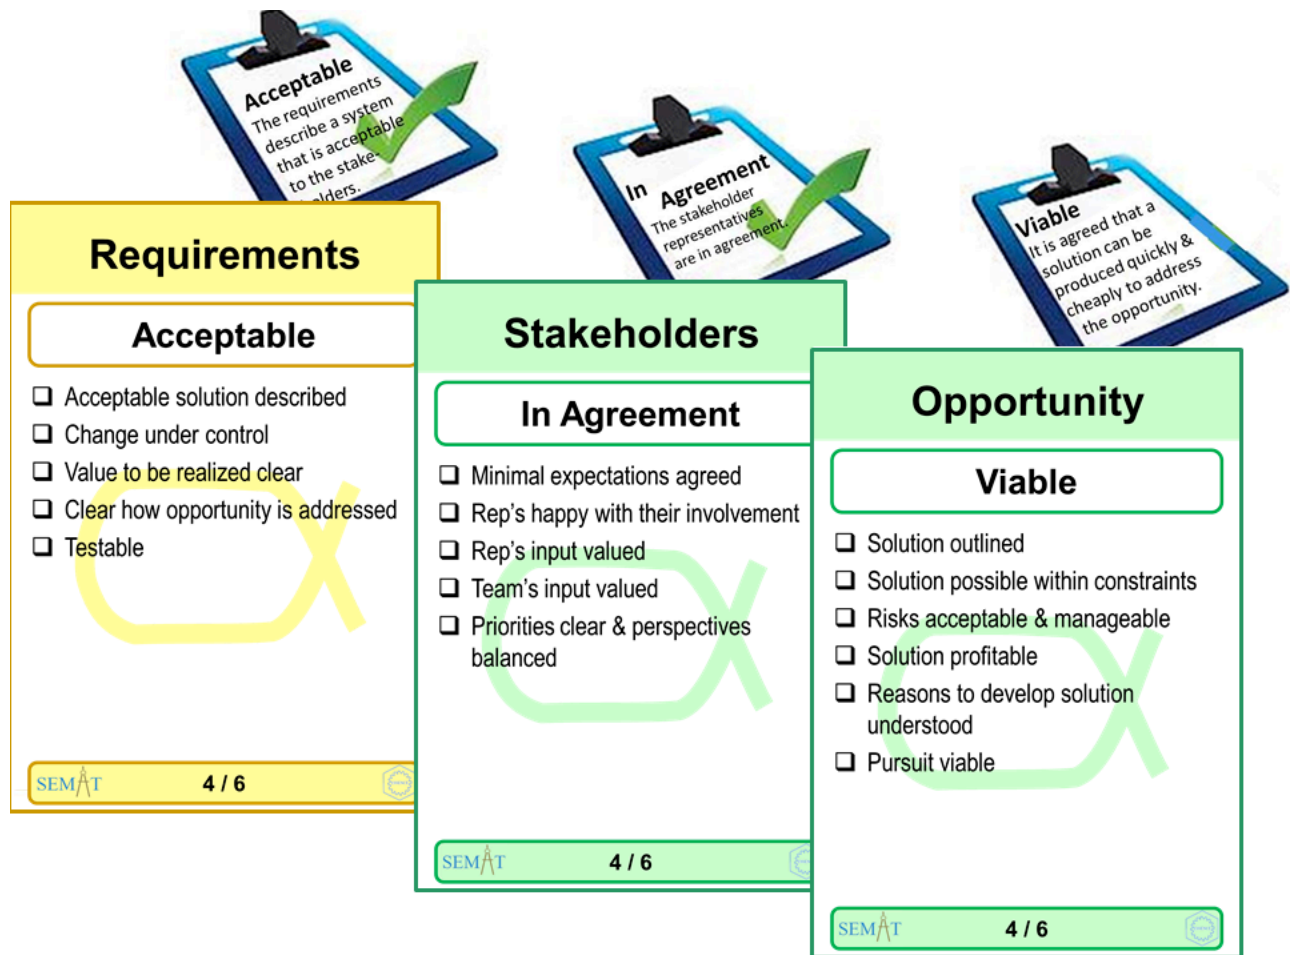 Acceptable
The requirements
describe a system
that is acceptable
to the stake-
holders.
In Agreement
The stakeholder
representatives
are in agreement.
Viable
It is agreed that a
solution can be
produced quickly &
cheaply to address
the opportunity.
Requirements
Acceptable
❑ Acceptable solution described
❑ Change under control
❑ Value to be realized clear
❑ Clear how opportunity is addressed
❑ Testable
SEMAT
4 / 6
Stakeholders
In Agreement
❑ Minimal expectations agreed
❑ Rep's happy with their involvement
❑ Rep's input valued
❑ Team's input valued
❑ Priorities clear & perspectives
balanced
SEMAT
4 / 6
Opportunity
Viable
❑ Solution outlined
❑ Solution possible within constraints
❑ Risks acceptable & manageable
❑ Solution profitable
❑ Reasons to develop solution
understood
❑ Pursuit viable
SEMAT
4 / 6